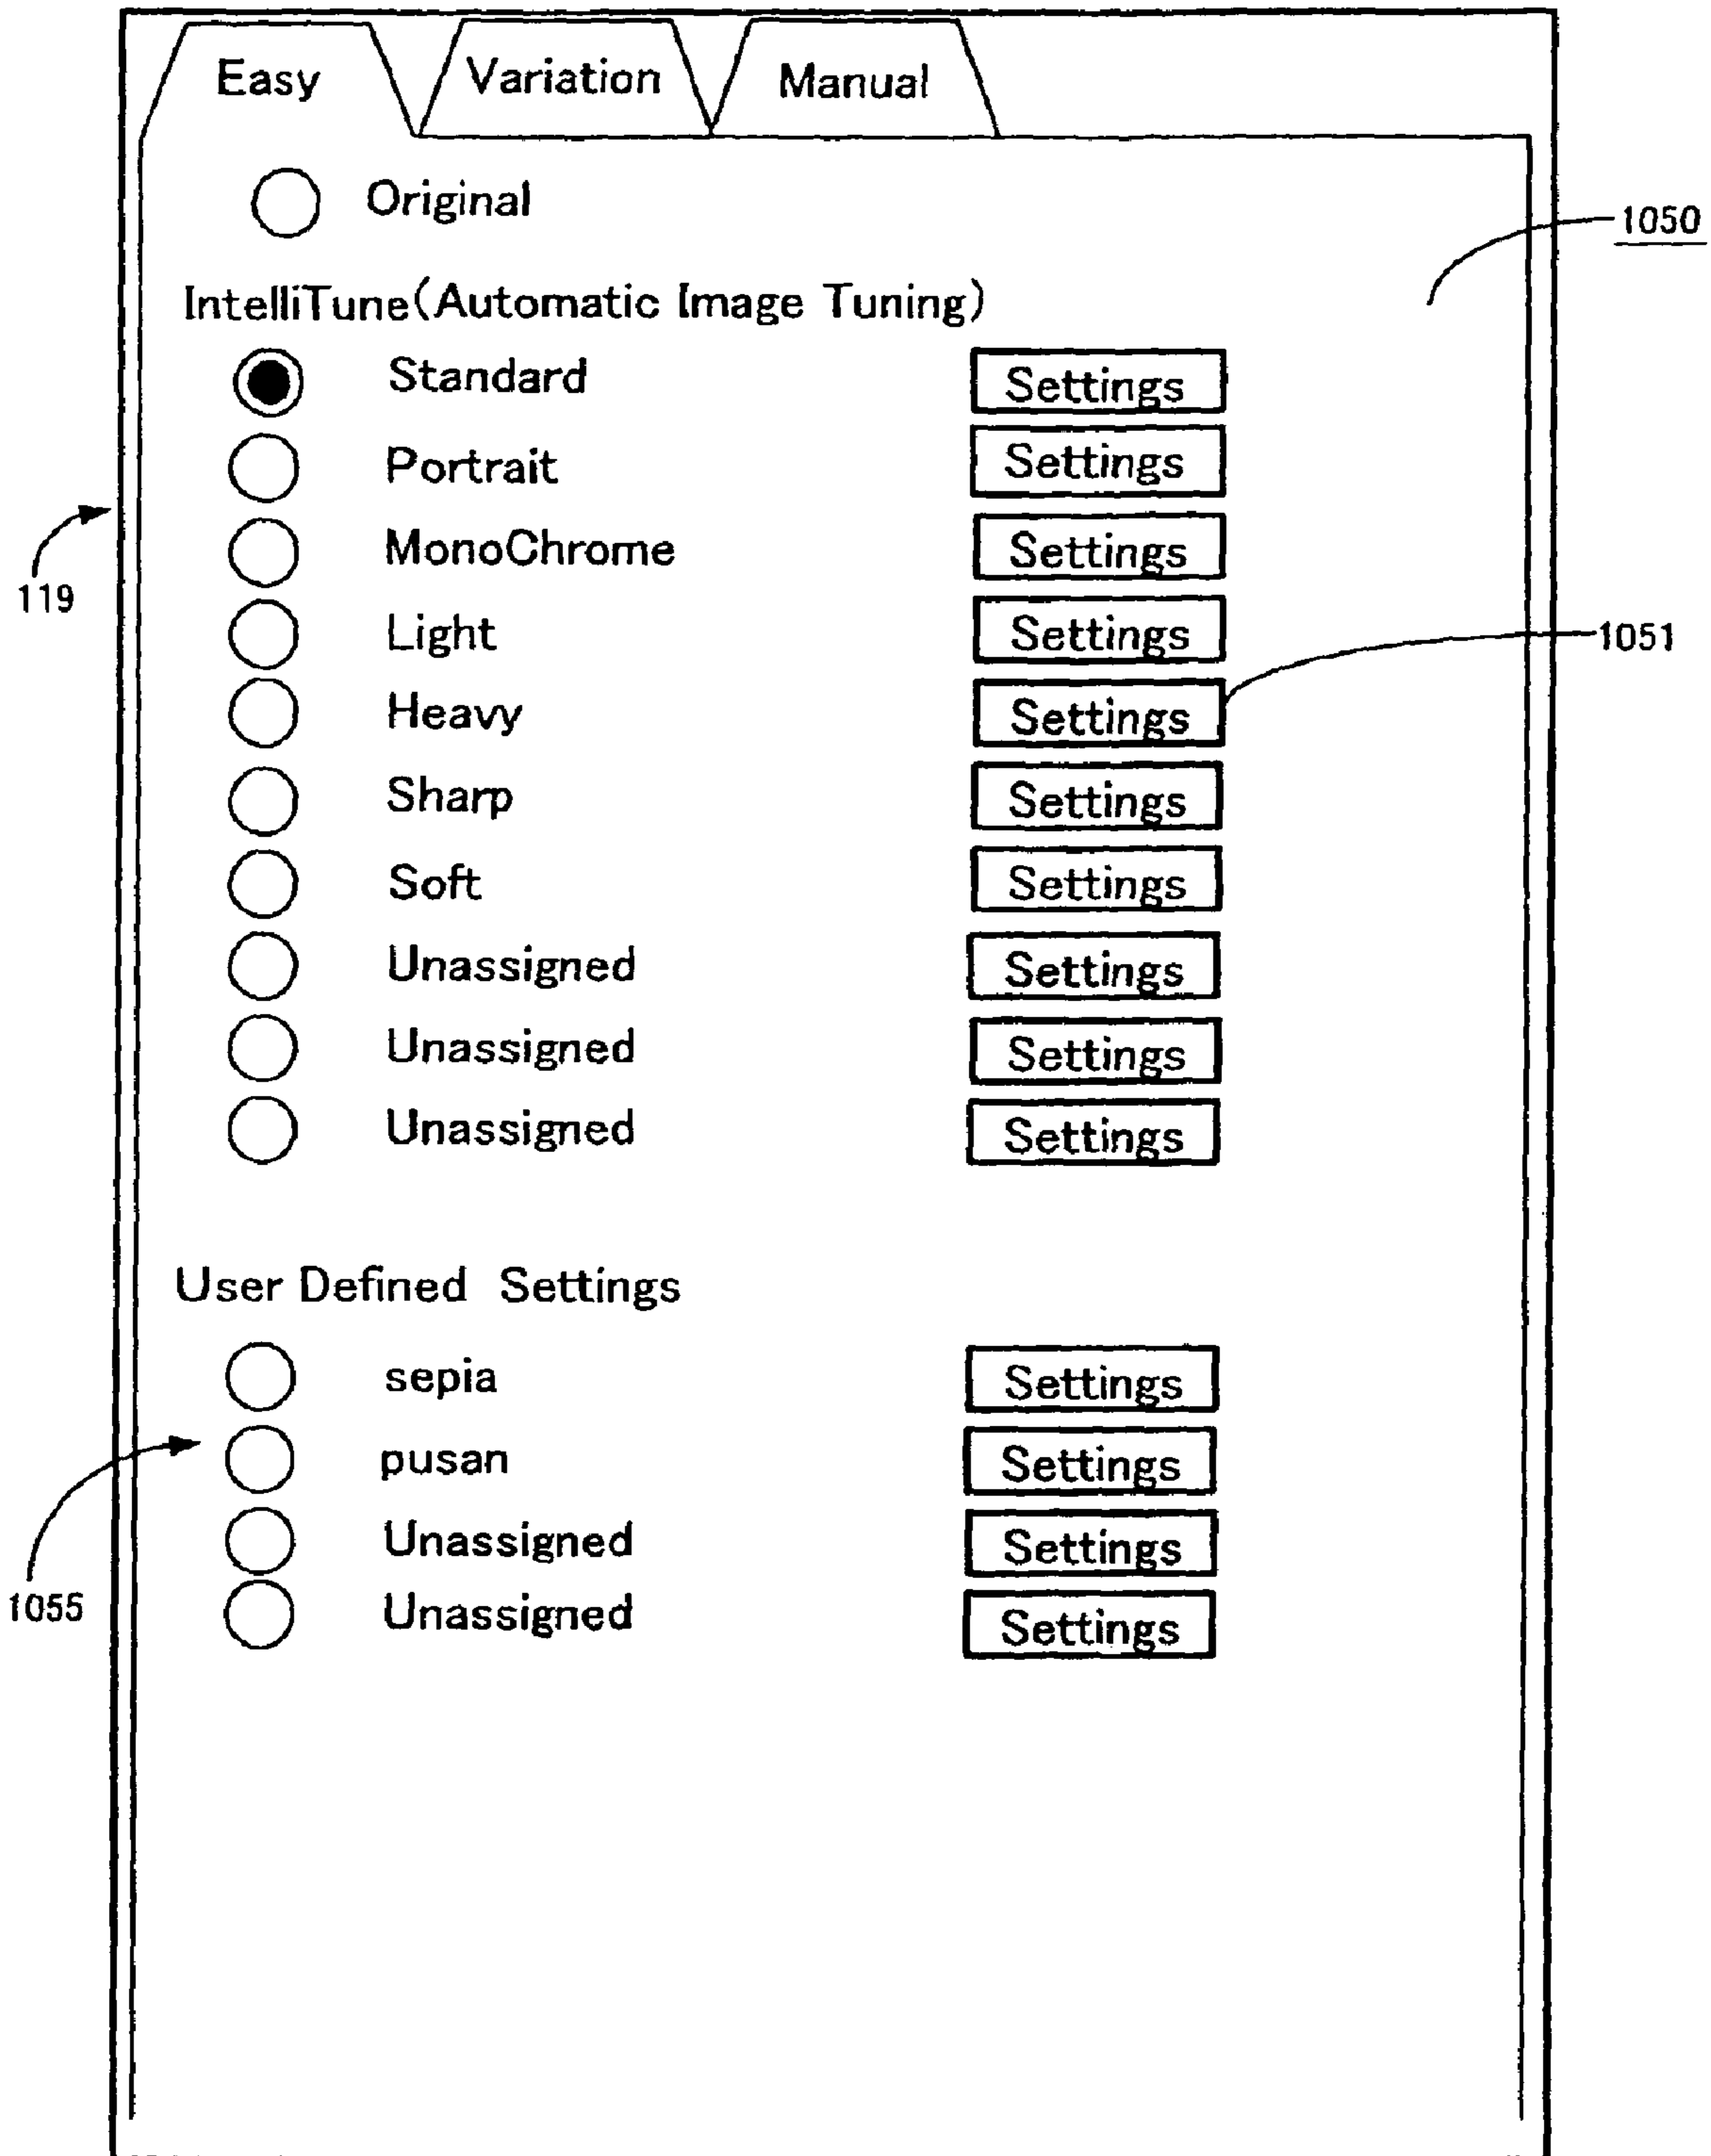 Easy Variation Manual
Original
1050
IntelliTune(Automatic Image Tuning)
Standard Settings
Portrait Settings
119
MonoChrome Settings
Light Settings
1051
Heavy Settings
Sharp Settings
Soft Settings
Unassigned Settings
Unassigned Settings
Unassigned Settings
User Defined Settings
sepia Settings
1055
pusan Settings
Unassigned Settings
Unassigned Settings